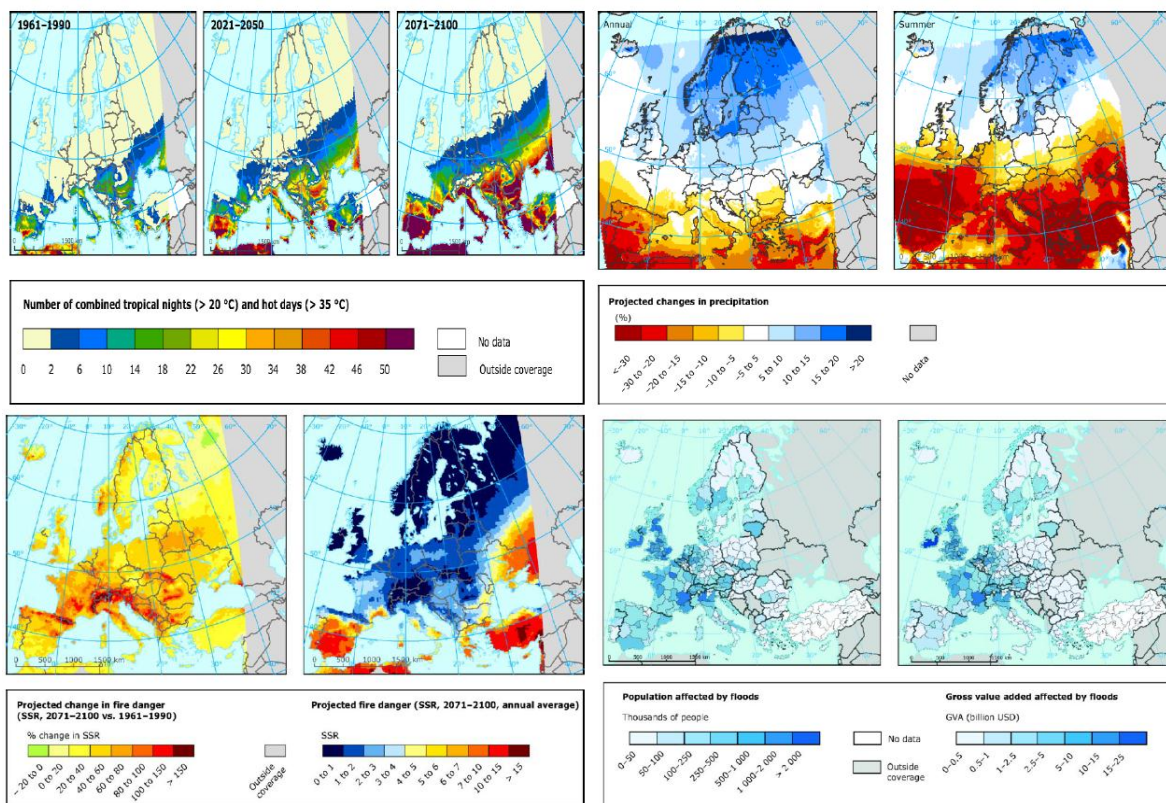 1961–1990
2021–2050
2071–2100
1500 km
Number of combined tropical nights (> 20 °C) and hot days (> 35 °C)
0 2 6 10 14 18 22 26 30 34 38 42 46 50
No data
Outside coverage
Annual
Summer
Projected changes in precipitation
(%)
<–30
–30 to –20
–20 to –15
–15 to –10
–10 to –5
–5 to 5
5 to 10
10 to 15
15 to 20
>20
No data
0 500 1000 1500 km
0 500 1000 1500 km
Projected change in fire danger
(SSR, 2071–2100 vs. 1961–1990)
% change in SSR
– 20 to 0
0 to 20
20 to 40
40 to 60
60 to 80
80 to 100
100 to 150
> 150
Outside
coverage
Projected fire danger (SSR, 2071–2100, annual average)
SSR
0 to 1
1 to 2
2 to 3
3 to 4
4 to 5
5 to 6
6 to 7
7 to 10
10 to 15
> 15
Population affected by floods
Thousands of people
0–50
50–100
100–250
250–500
500–1 000
1 000–2 000
> 2 000
No data
Outside
coverage
Gross value added affected by floods
GVA (billion USD)
0–0.5
0.5–1
1–2.5
2.5–5
5–10
10–15
15–25